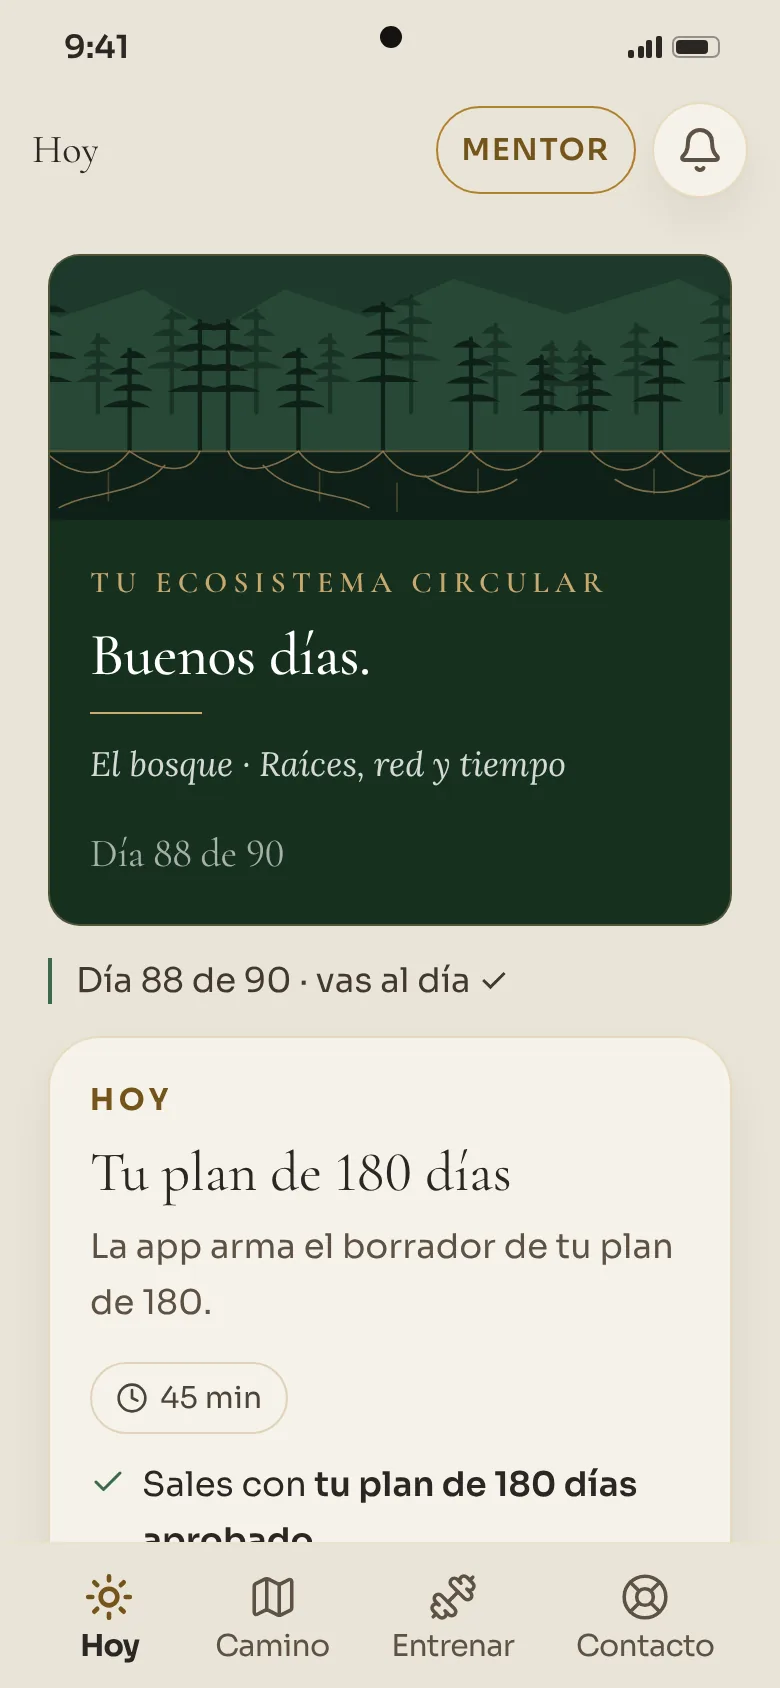 9:41
Hoy
MENTOR
TU ECOSISTEMA CIRCULAR
Buenos días.
El bosque · Raíces, red y tiempo
Día 88 de 90
Día 88 de 90 · vas al día ✓
HOY
Tu plan de 180 días
La app arma el borrador de tu plan
de 180.
45 min
Sales con tu plan de 180 días
aprobado
Hoy
Camino
Entrenar
Contacto